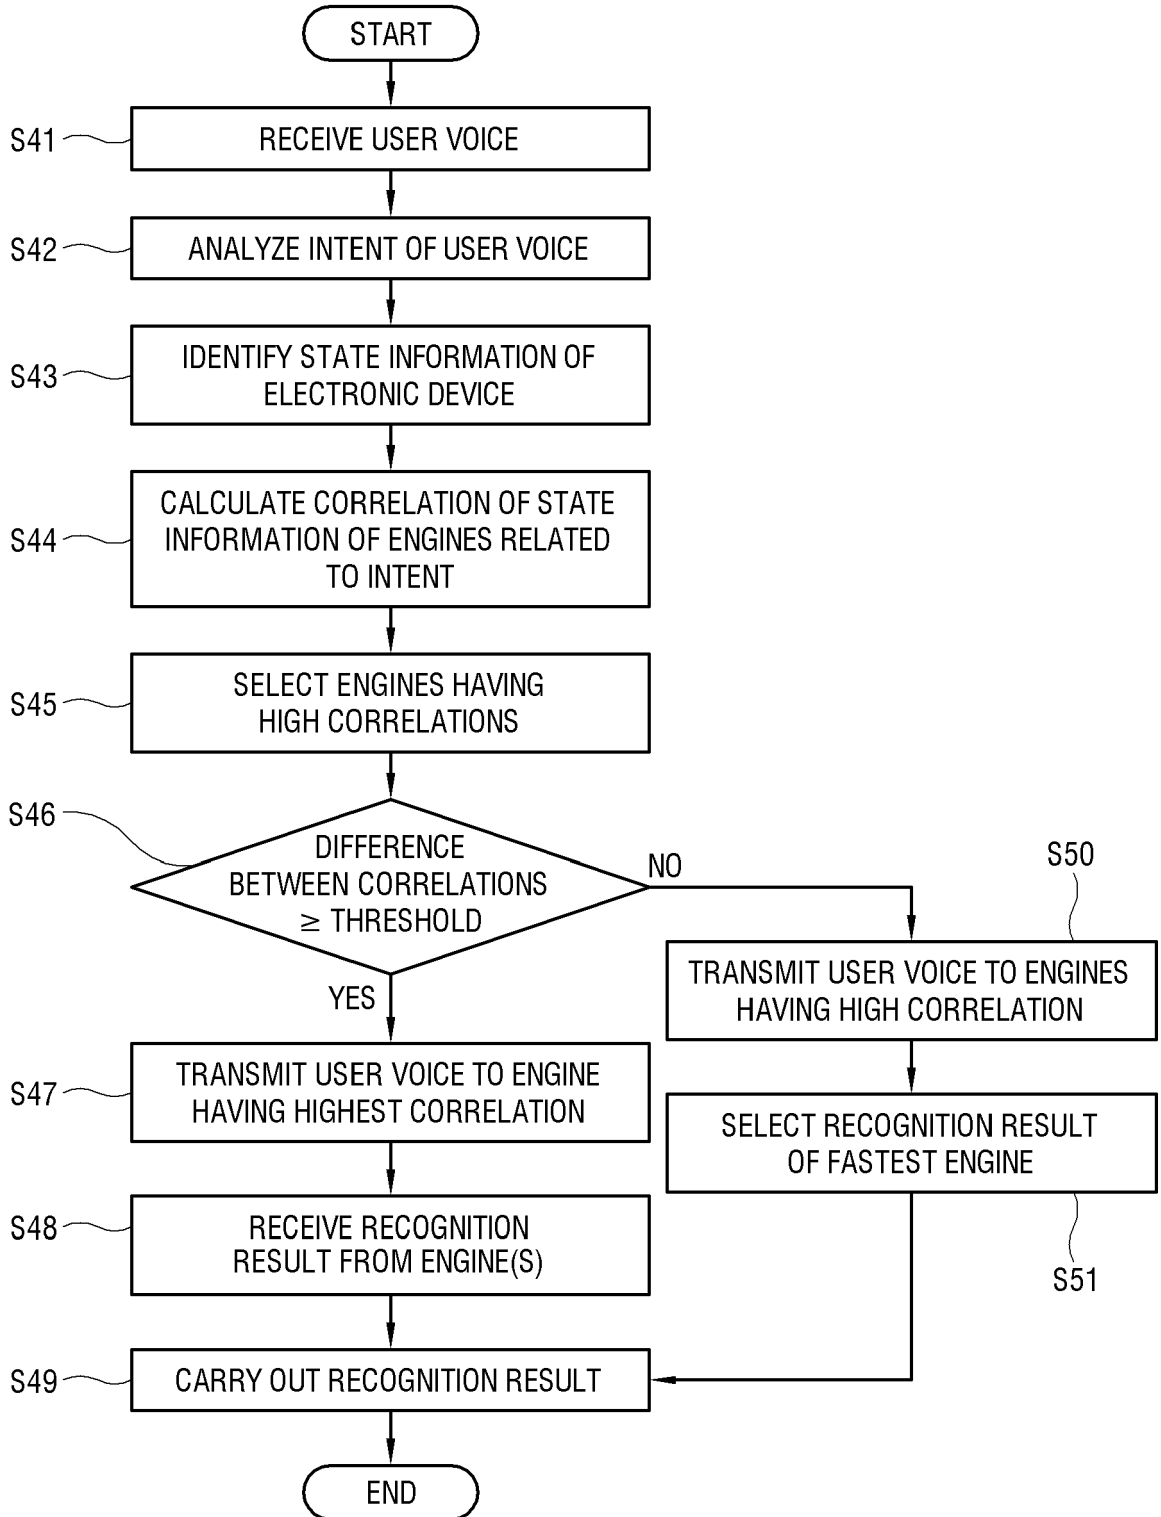 START
S41
RECEIVE USER VOICE
S42
ANALYZE INTENT OF USER VOICE
S43
IDENTIFY STATE INFORMATION OF
ELECTRONIC DEVICE
S44
CALCULATE CORRELATION OF STATE
INFORMATION OF ENGINES RELATED
TO INTENT
S45
SELECT ENGINES HAVING
HIGH CORRELATIONS
S46
DIFFERENCE
BETWEEN CORRELATIONS
≥ THRESHOLD
NO
YES
S50
TRANSMIT USER VOICE TO ENGINES
HAVING HIGH CORRELATION
S47
TRANSMIT USER VOICE TO ENGINE
HAVING HIGHEST CORRELATION
SELECT RECOGNITION RESULT
OF FASTEST ENGINE
S51
S48
RECEIVE RECOGNITION
RESULT FROM ENGINE(S)
S49
CARRY OUT RECOGNITION RESULT
END